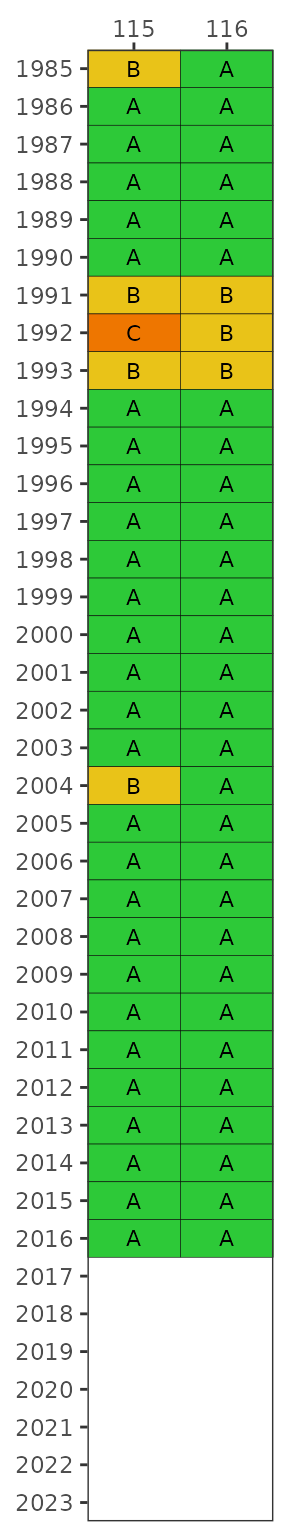 115 116
1985 B A
1986 A A
1987 A A
1988 A A
1989 A A
1990 A A
1991 B B
1992 C B
1993 B B
1994 A A
1995 A A
1996 A A
1997 A A
1998 A A
1999 A A
2000 A A
2001 A A
2002 A A
2003 A A
2004 B A
2005 A A
2006 A A
2007 A A
2008 A A
2009 A A
2010 A A
2011 A A
2012 A A
2013 A A
2014 A A
2015 A A
2016 A A
2017
2018
2019
2020
2021
2022
2023